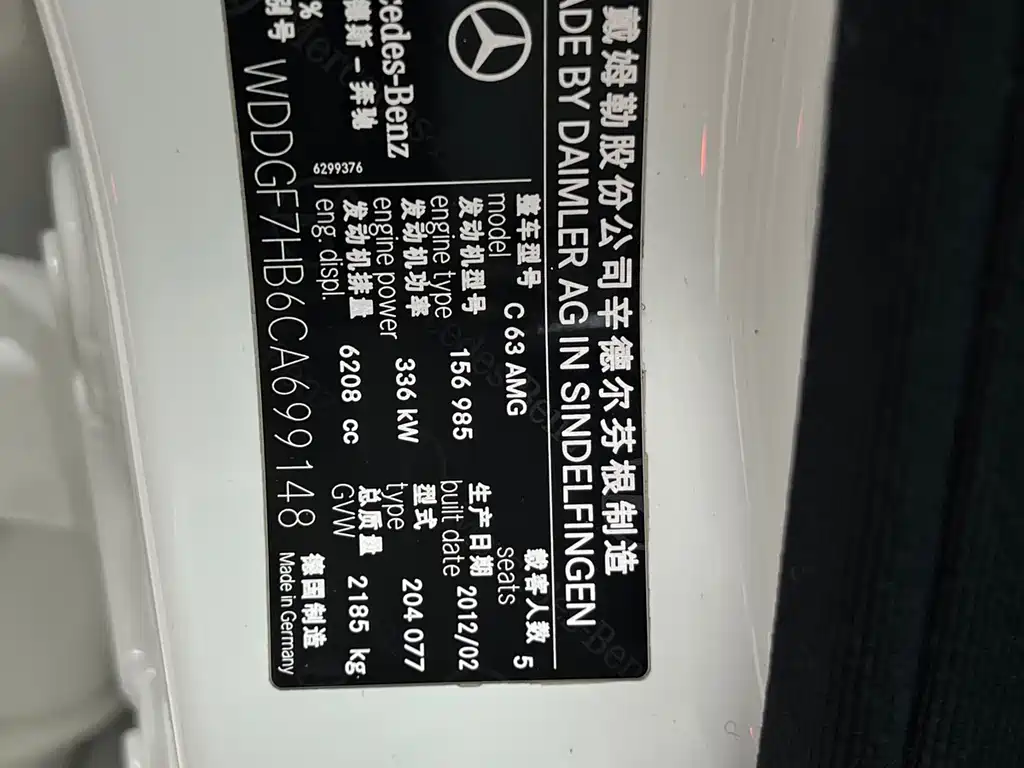 戴姆勒股份公司辛德尔芬根制造
ADE BY DAIMLER AG IN SINDELFINGEN
整车型号 C 63 AMG 载客人数 5
model seats
发动机型号 156 985 生产日期 2012/02
engine type built date
发动机功率 336 kW 型式 204 077
engine power type
发动机排量 6208 cc 总质量 2185 kg
eng. displ. GVW
cedes-Benz
德斯－奔驰
6299376
%
别号 WDDGF7HB6CA699148
德国制造
Made in Germany